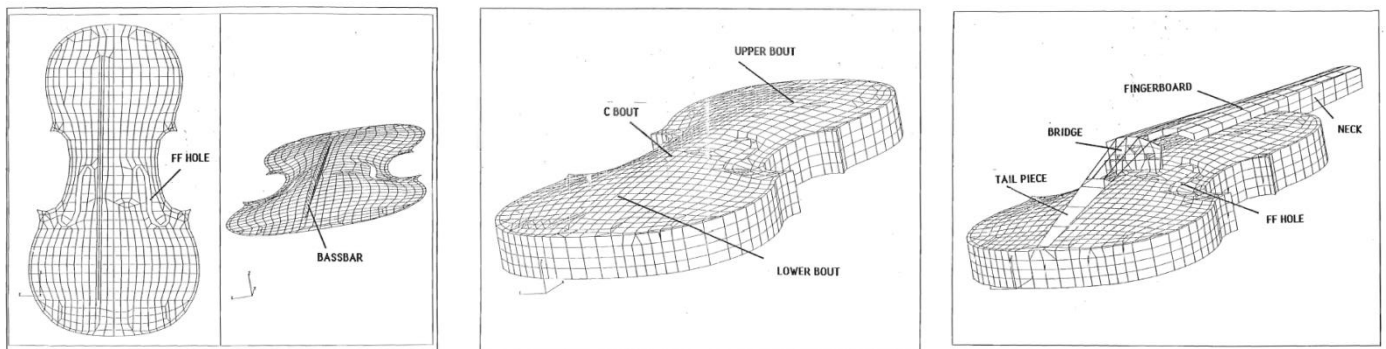 FF HOLE
BASSBAR
UPPER BOUT
C BOUT
LOWER BOUT
FINGERBOARD
NECK
BRIDGE
TAIL PIECE
FF HOLE